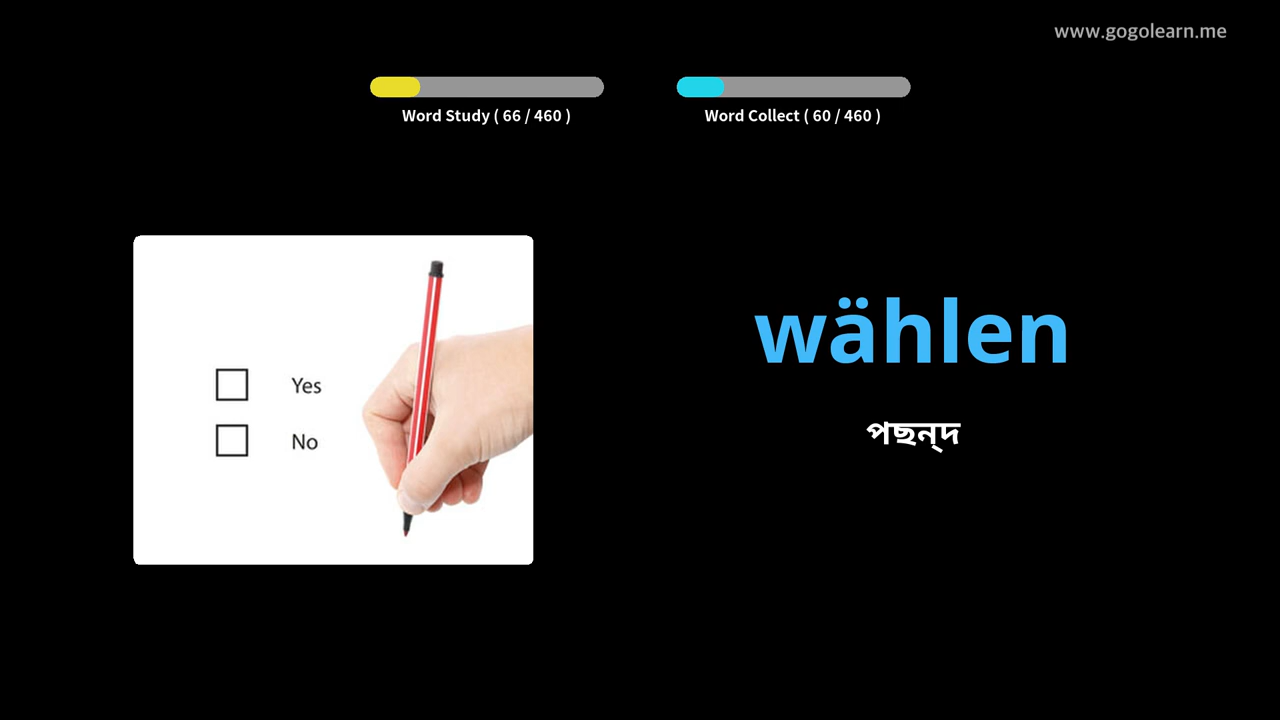 www.gogolearn.me
Word Study ( 66 / 460 )
Word Collect ( 60 / 460 )
Yes
No
wählen
পছন্দ